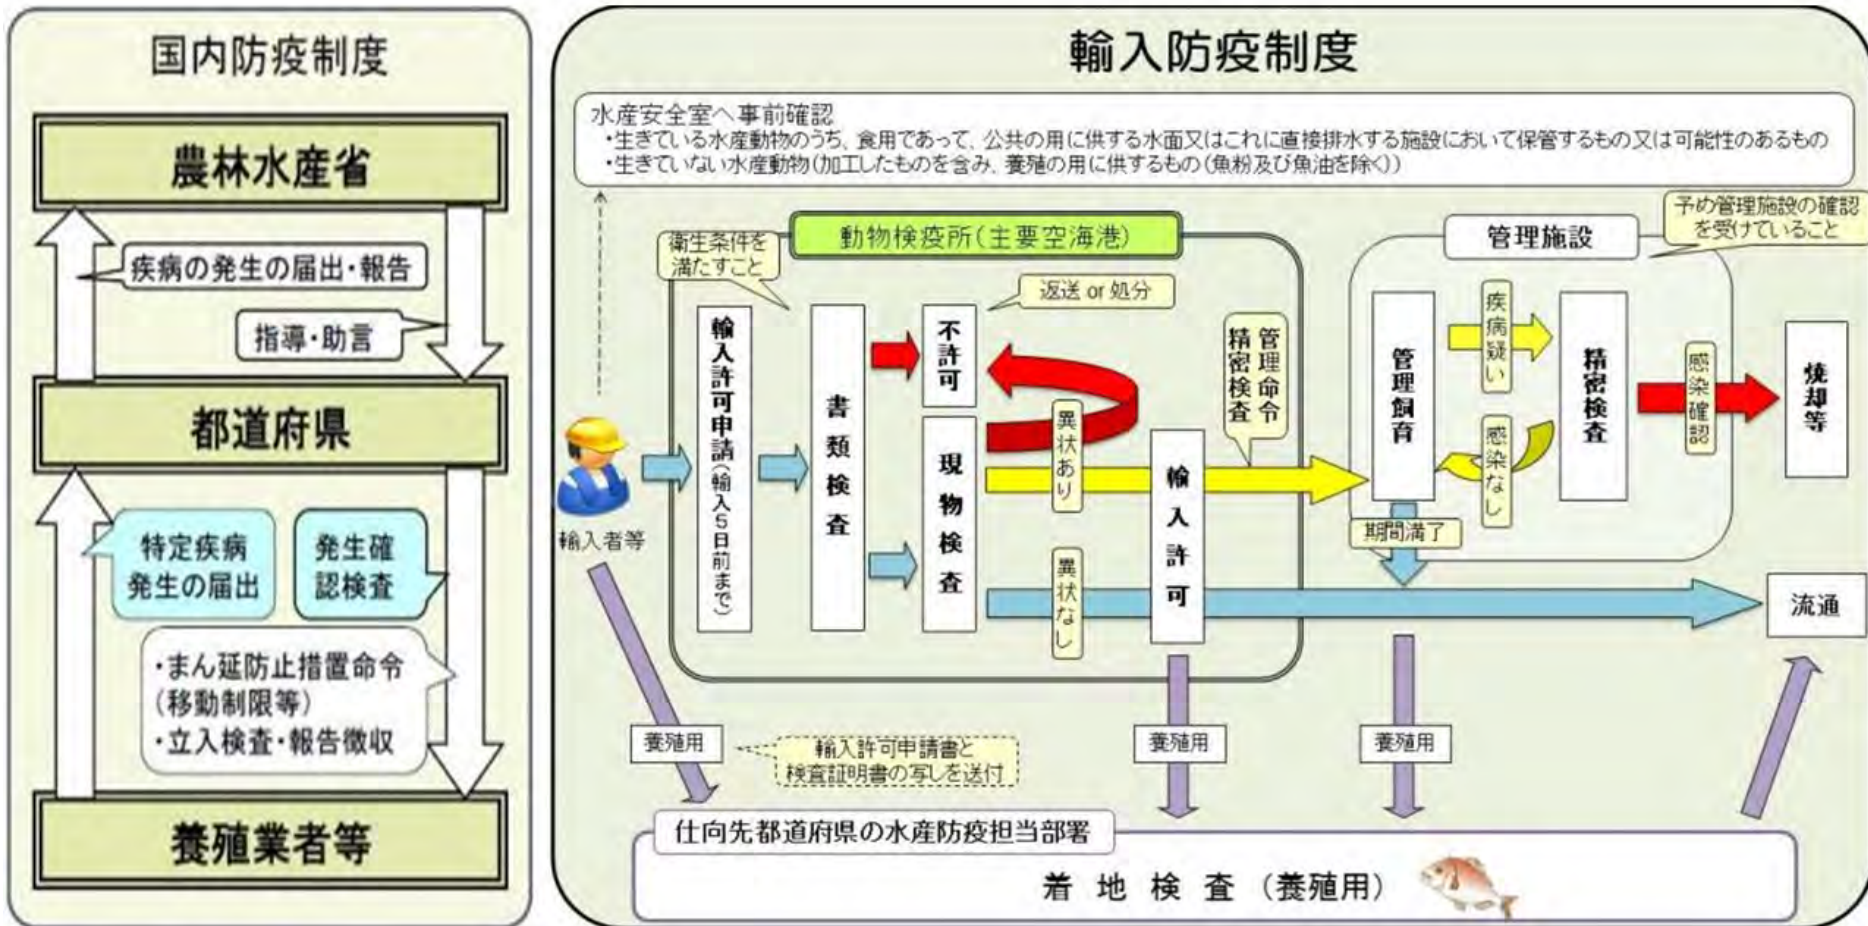 国内防疫制度
農林水産省
疾病の発生の届出・報告
指導・助言
都道府県
特定疾病
発生の届出
発生確
認検査
・まん延防止措置命令
(移動制限等)
・立入検査・報告徴収
養殖業者等
輸入防疫制度
水産安全室へ事前確認
・生きている水産動物のうち、食用であって、公共の用に供する水面又はこれに直接排水する施設において保管するもの又は可能性のあるもの
・生きていない水産動物(加工したものを含み、養殖の用に供するもの(魚粉及び魚油を除く))
動物検疫所(主要空海港)
衛生条件を
満たすこと
返送 or 処分
管理施設
予め管理施設の確認
を受けていること
輸入者等
輸入許可申請(輸入5日前まで)
書類検査
不許可
現物検査
異状あり
異状なし
輸入許可
管理命令
精密検査
管理飼育
疾病疑い
感染なし
精密検査
感染確認
焼却等
期間満了
流通
養殖用
輸入許可申請書と
検査証明書の写しを送付
養殖用
養殖用
仕向先都道府県の水産防疫担当部署
着地検査(養殖用)